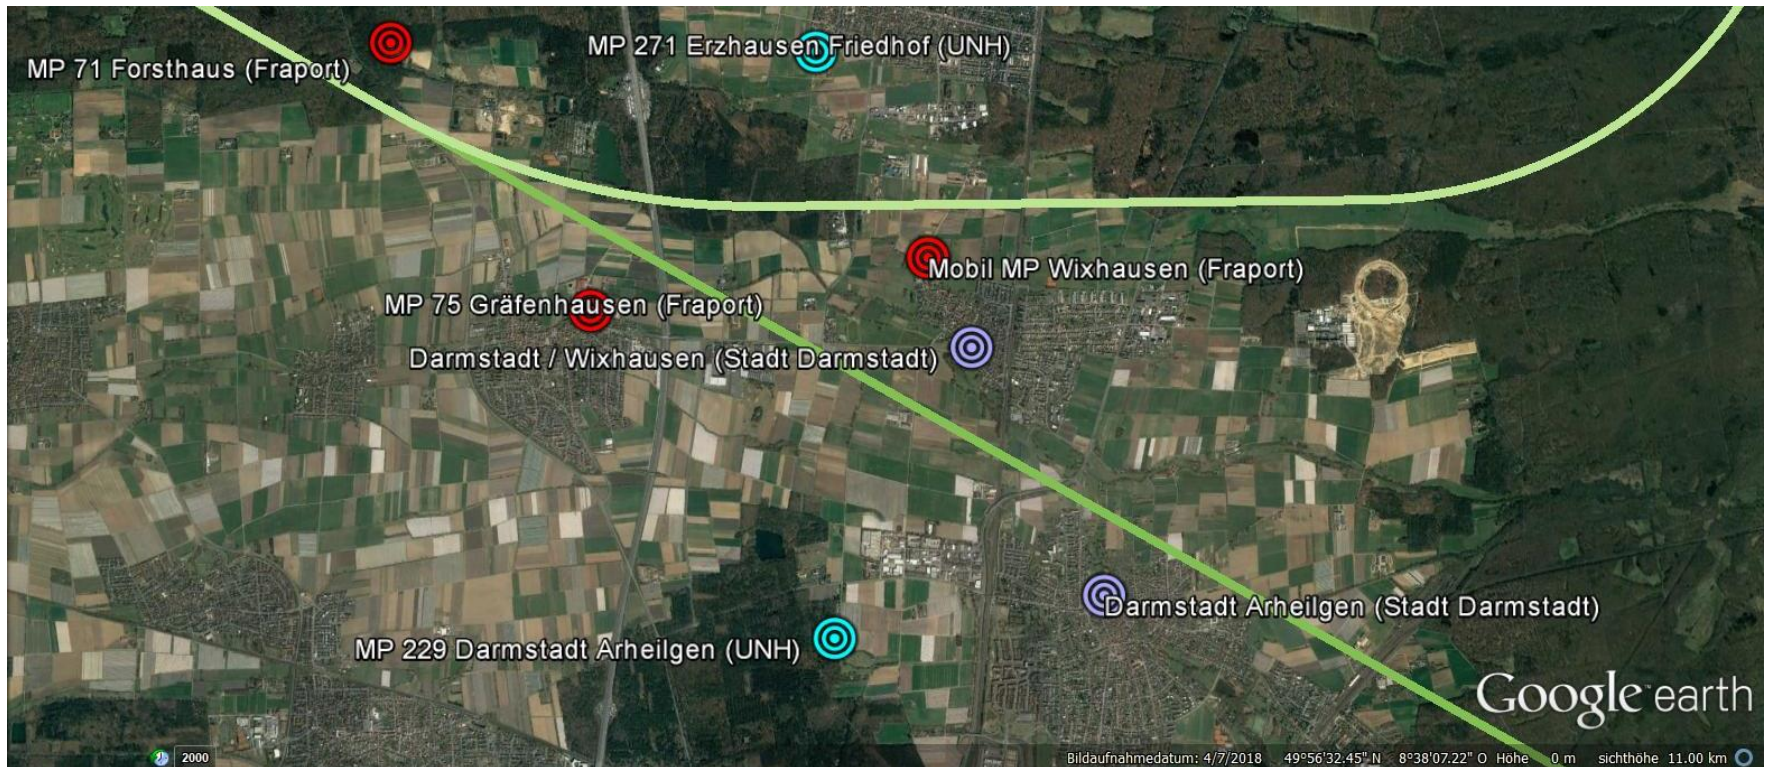 MP 271 Erzhausen Friedhof (UNH)
MP 71 Forsthaus (Fraport)
Mobil MP Wixhausen (Fraport)
MP 75 Gräfenhausen (Fraport)
Darmstadt / Wixhausen (Stadt Darmstadt)
Darmstadt Arheilgen (Stadt Darmstadt)
MP 229 Darmstadt Arheilgen (UNH)
Google earth
2000
Bildaufnahmedatum: 4/7/2018 49°56'32.45" N 8°38'07.22" O Höhe 0 m sichthöhe 11.00 km